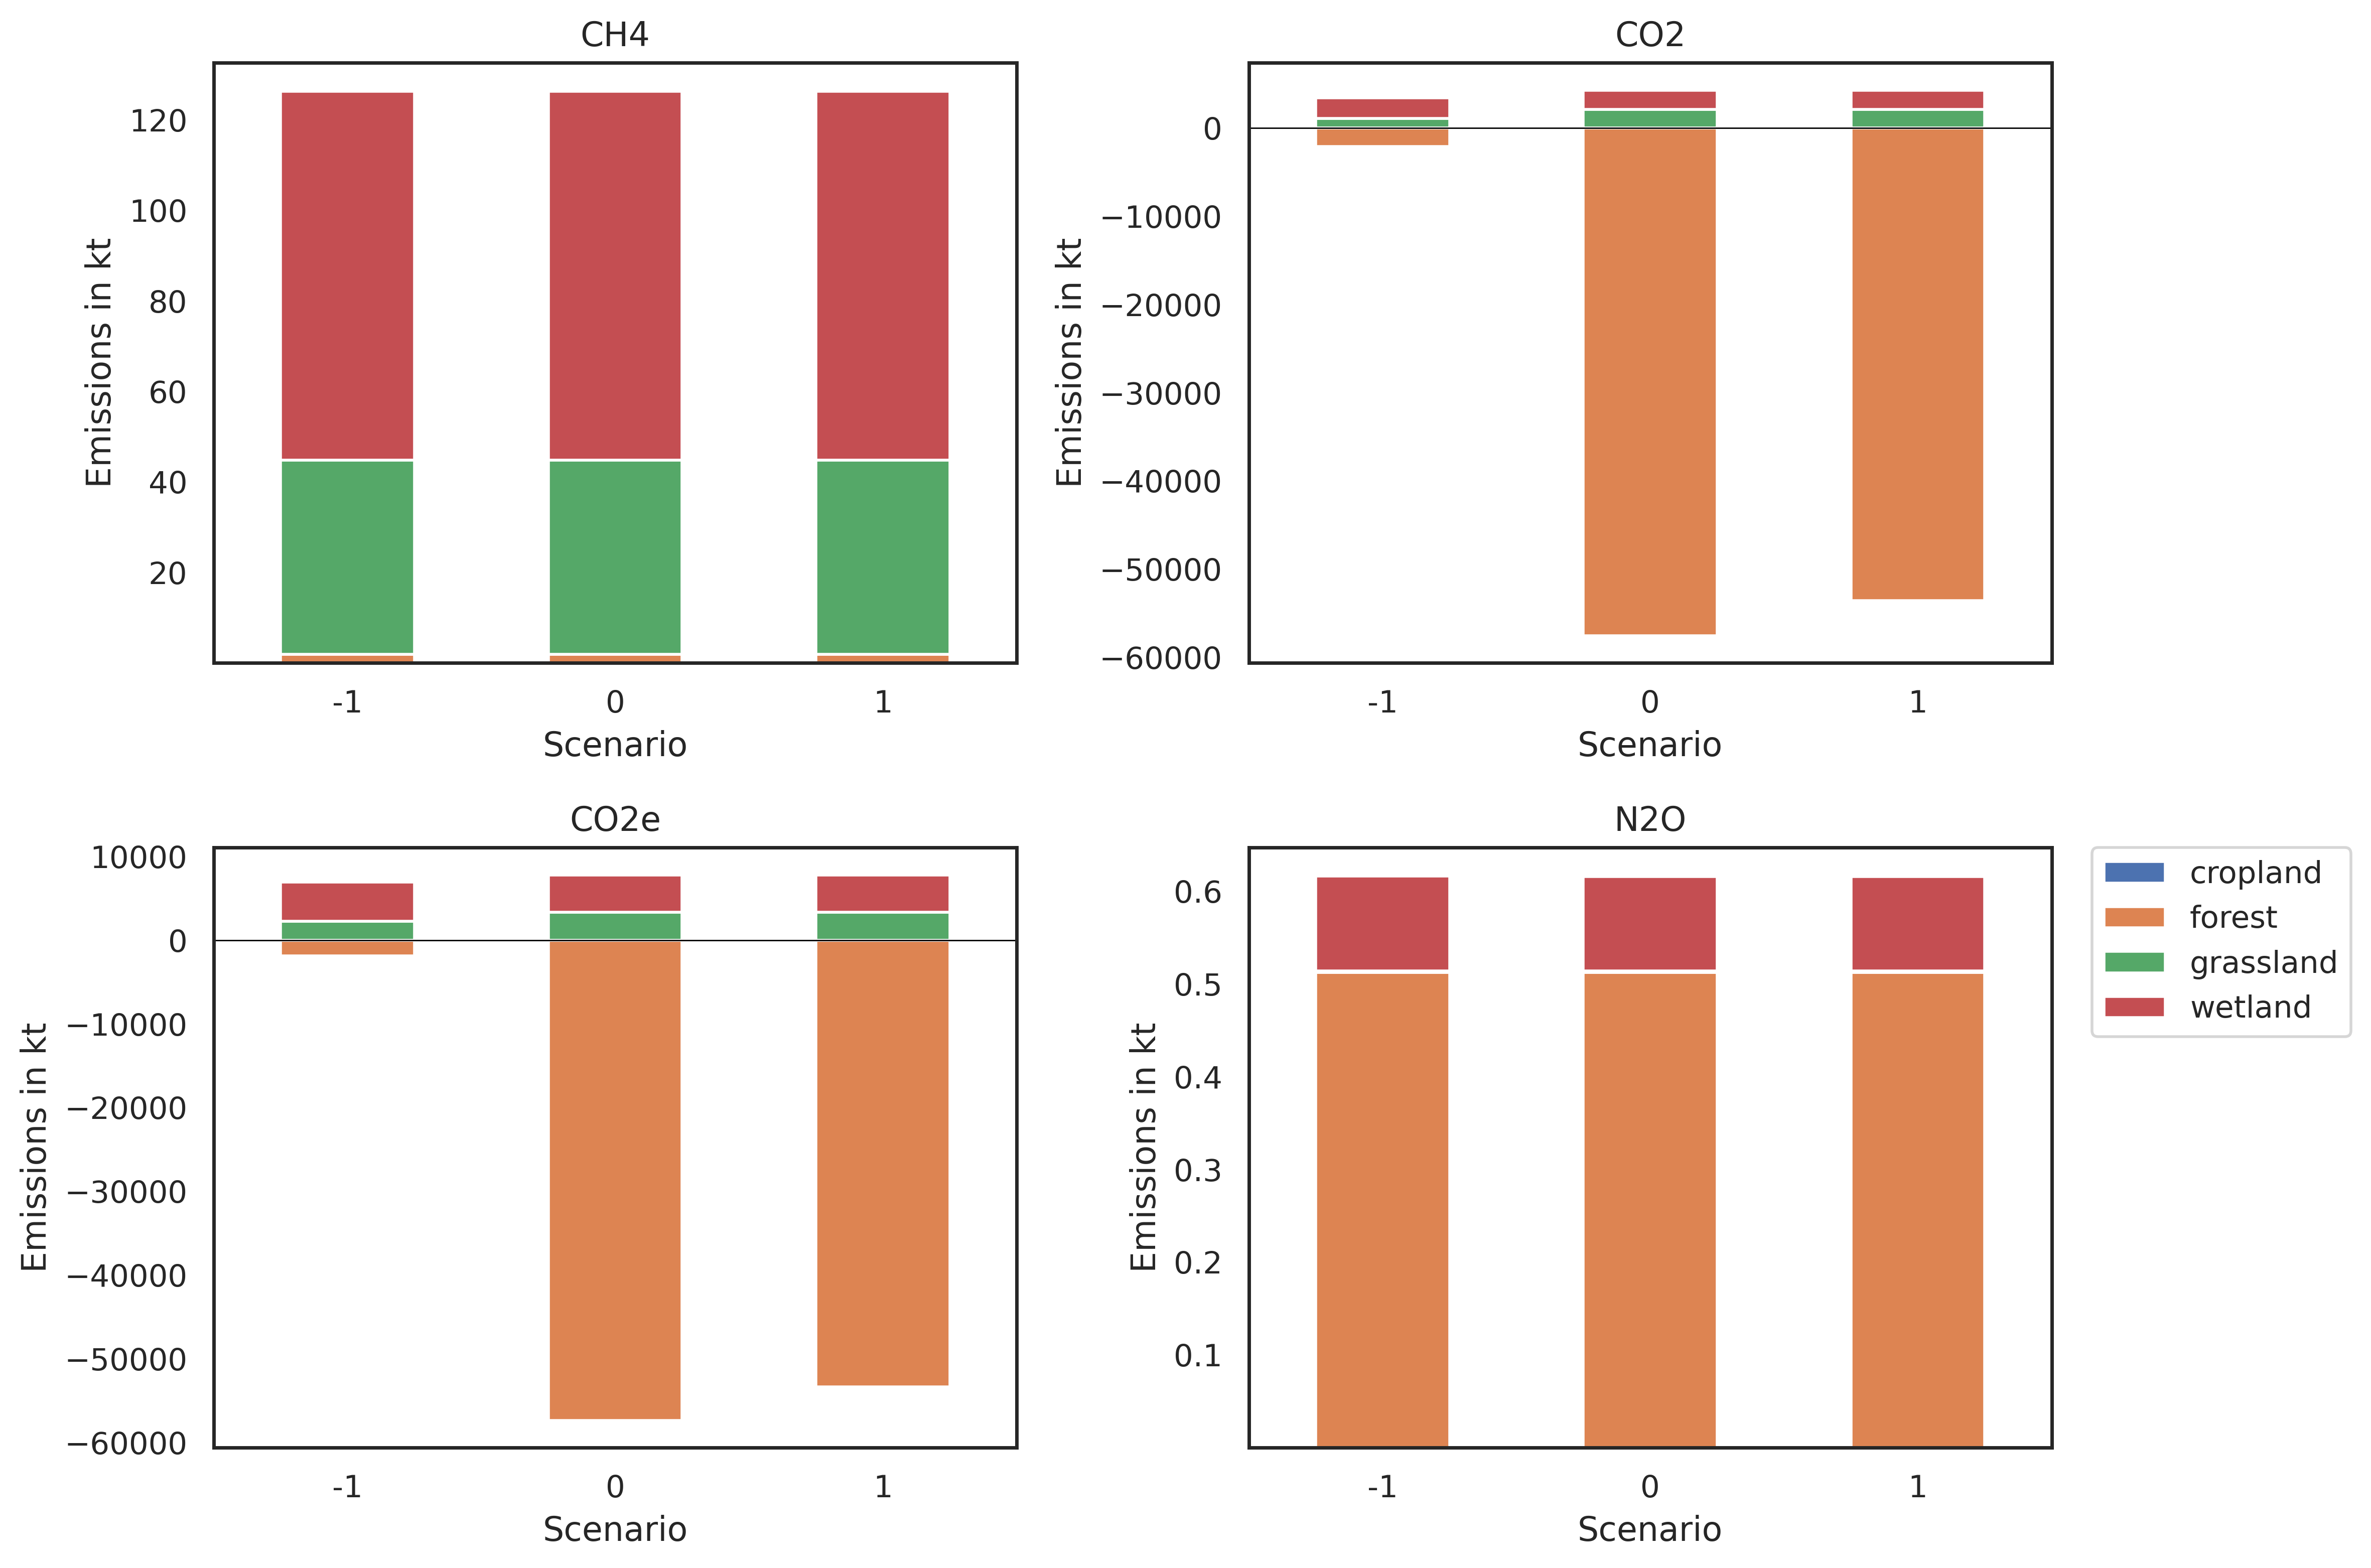 CH4
Emissions in kt
120
100
80
60
40
20
-1 0 1
Scenario
CO2
Emissions in kt
0
−10000
−20000
−30000
−40000
−50000
−60000
-1 0 1
Scenario
CO2e
Emissions in kt
10000
0
−10000
−20000
−30000
−40000
−50000
−60000
-1 0 1
Scenario
N2O
Emissions in kt
0.6
0.5
0.4
0.3
0.2
0.1
-1 0 1
Scenario
cropland
forest
grassland
wetland